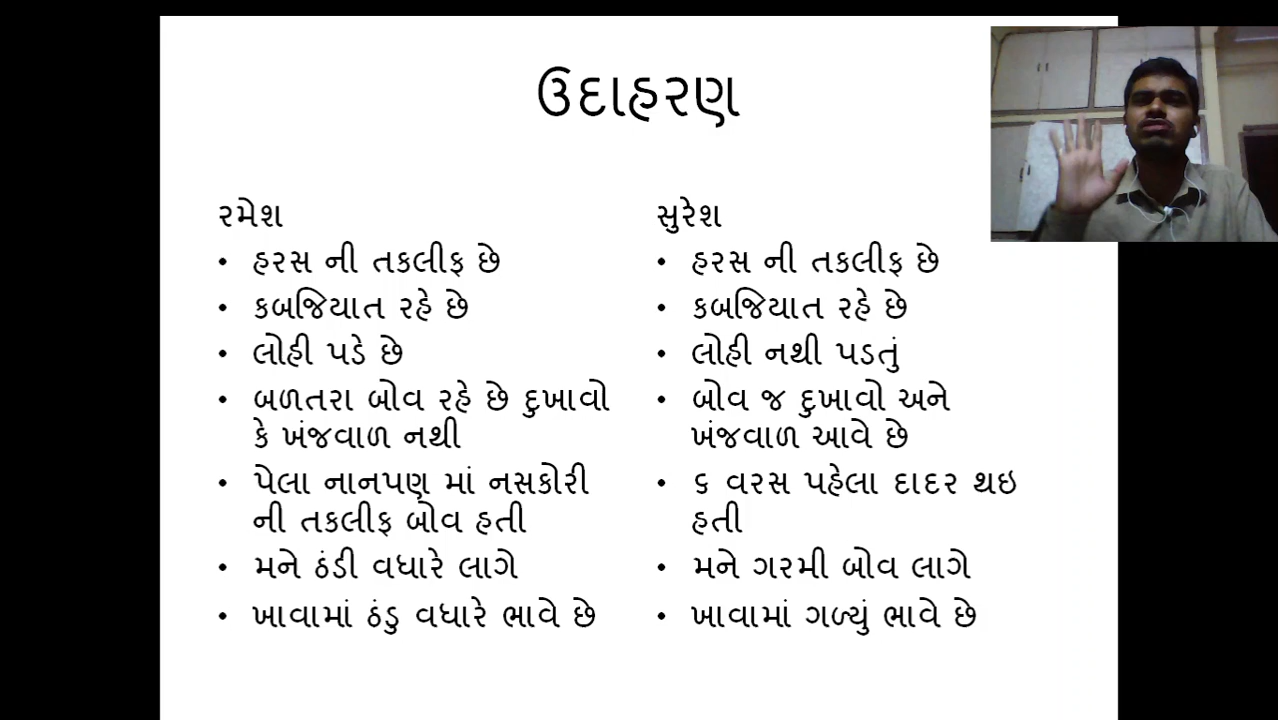 ઉદાહરણ
રમેશ
• હરસ ની તકલીફ છે
• કબજિયાત રહે છે
• લોહી પડે છે
• બળતરા બોવ રહે છે દુખાવો
કે ખંજવાળ નથી
• પેલા નાનપણ માં નસકોરી
ની તકલીફ બોવ હતી
• મને ઠંડી વધારે લાગે
• ખાવામાં ઠંડુ વધારે ભાવે છે
સુરેશ
• હરસ ની તકલીફ છે
• કબજિયાત રહે છે
• લોહી નથી પડતું
• બોવ જ દુખાવો અને
ખંજવાળ આવે છે
• ૬ વરસ પહેલા દાદર થઇ
હતી
• મને ગરમી બોવ લાગે
• ખાવામાં ગળ્યું ભાવે છે